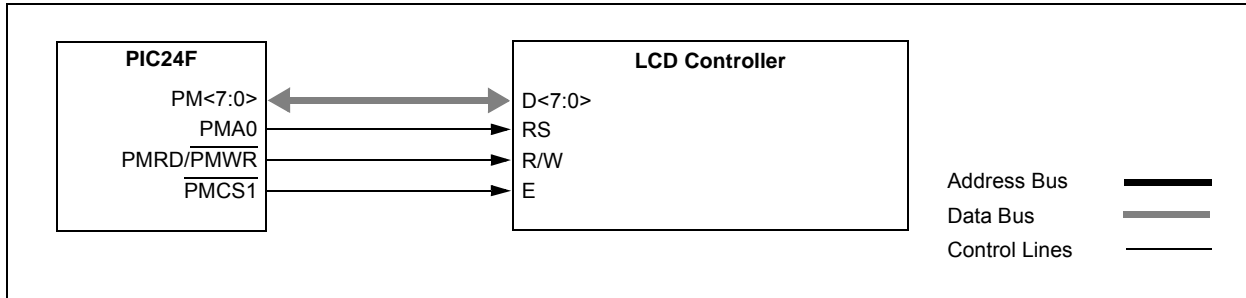 PIC24F
PM<7:0>
PMA0
PMRD/PMWR
PMCS1
LCD Controller
D<7:0>
RS
R/W
E
Address Bus
Data Bus
Control Lines